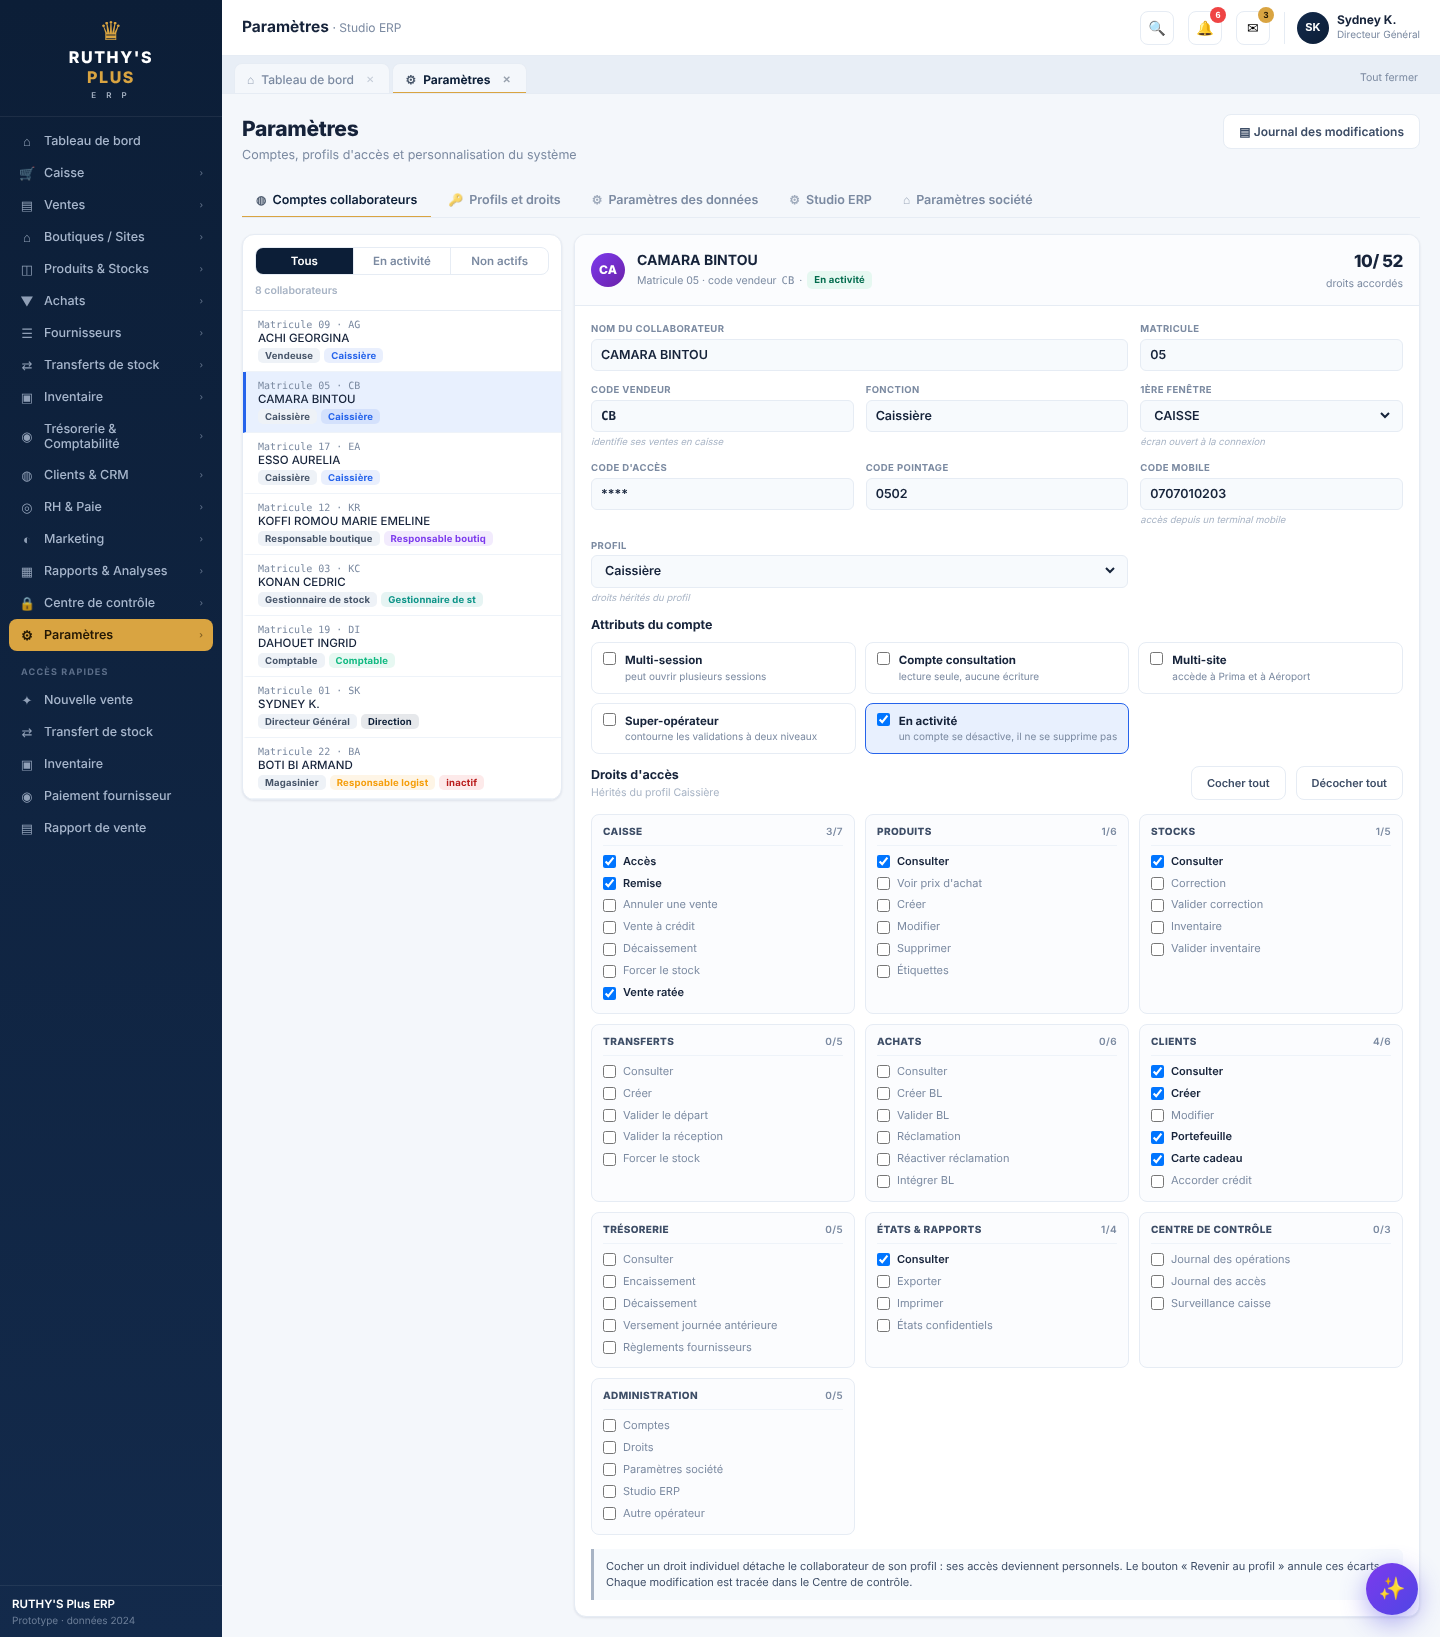 RUTHY'S
PLUS
ERP
Tableau de bord
Caisse
Ventes
Boutiques / Sites
Produits & Stocks
Achats
Fournisseurs
Transferts de stock
Inventaire
Trésorerie &
Comptabilité
Clients & CRM
RH & Paie
Marketing
Rapports & Analyses
Centre de contrôle
Paramètres
ACCÈS RAPIDES
Nouvelle vente
Transfert de stock
Inventaire
Paiement fournisseur
Rapport de vente
RUTHY'S Plus ERP
Prototype · données 2024
Paramètres · Studio ERP
6
3
SK
Sydney K.
Directeur Général
Tableau de bord ×
Paramètres ×
Tout fermer
Paramètres
Comptes, profils d'accès et personnalisation du système
Journal des modifications
Comptes collaborateurs
Profils et droits
Paramètres des données
Studio ERP
Paramètres société
Tous
En activité
Non actifs
8 collaborateurs
Matricule 09 · AG
ACHI GEORGINA
Vendeuse Caissière
Matricule 05 · CB
CAMARA BINTOU
Caissière Caissière
Matricule 17 · EA
ESSO AURELIA
Caissière Caissière
Matricule 12 · KR
KOFFI ROMOU MARIE EMELINE
Responsable boutique Responsable boutiq
Matricule 03 · KC
KONAN CEDRIC
Gestionnaire de stock Gestionnaire de st
Matricule 19 · DI
DAHOUET INGRID
Comptable Comptable
Matricule 01 · SK
SYDNEY K.
Directeur Général Direction
Matricule 22 · BA
BOTI BI ARMAND
Magasinier Responsable logist inactif
CA
CAMARA BINTOU
Matricule 05 · code vendeur CB · En activité
10/ 52
droits accordés
NOM DU COLLABORATEUR
CAMARA BINTOU
MATRICULE
05
CODE VENDEUR
CB
identifie ses ventes en caisse
FONCTION
Caissière
1ÈRE FENÊTRE
CAISSE
écran ouvert à la connexion
CODE D'ACCÈS
****
CODE POINTAGE
0502
CODE MOBILE
0707010203
accès depuis un terminal mobile
PROFIL
Caissière
droits hérités du profil
Attributs du compte
Multi-session
peut ouvrir plusieurs sessions
Compte consultation
lecture seule, aucune écriture
Multi-site
accède à Prima et à Aéroport
Super-opérateur
contourne les validations à deux niveaux
En activité
un compte se désactive, il ne se supprime pas
Droits d'accès
Hérités du profil Caissière
Cocher tout
Décocher tout
CAISSE 3/7
Accès
Remise
Annuler une vente
Vente à crédit
Décaissement
Forcer le stock
Vente ratée
PRODUITS 1/6
Consulter
Voir prix d'achat
Créer
Modifier
Supprimer
Étiquettes
STOCKS 1/5
Consulter
Correction
Valider correction
Inventaire
Valider inventaire
TRANSFERTS 0/5
Consulter
Créer
Valider le départ
Valider la réception
Forcer le stock
ACHATS 0/6
Consulter
Créer BL
Valider BL
Réclamation
Réactiver réclamation
Intégrer BL
CLIENTS 4/6
Consulter
Créer
Modifier
Portefeuille
Carte cadeau
Accorder crédit
TRÉSORERIE 0/5
Consulter
Encaissement
Décaissement
Versement journée antérieure
Règlements fournisseurs
ÉTATS & RAPPORTS 1/4
Consulter
Exporter
Imprimer
États confidentiels
CENTRE DE CONTRÔLE 0/3
Journal des opérations
Journal des accès
Surveillance caisse
ADMINISTRATION 0/5
Comptes
Droits
Paramètres société
Studio ERP
Autre opérateur
Cocher un droit individuel détache le collaborateur de son profil : ses accès deviennent personnels. Le bouton « Revenir au profil » annule ces écarts.
Chaque modification est tracée dans le Centre de contrôle.